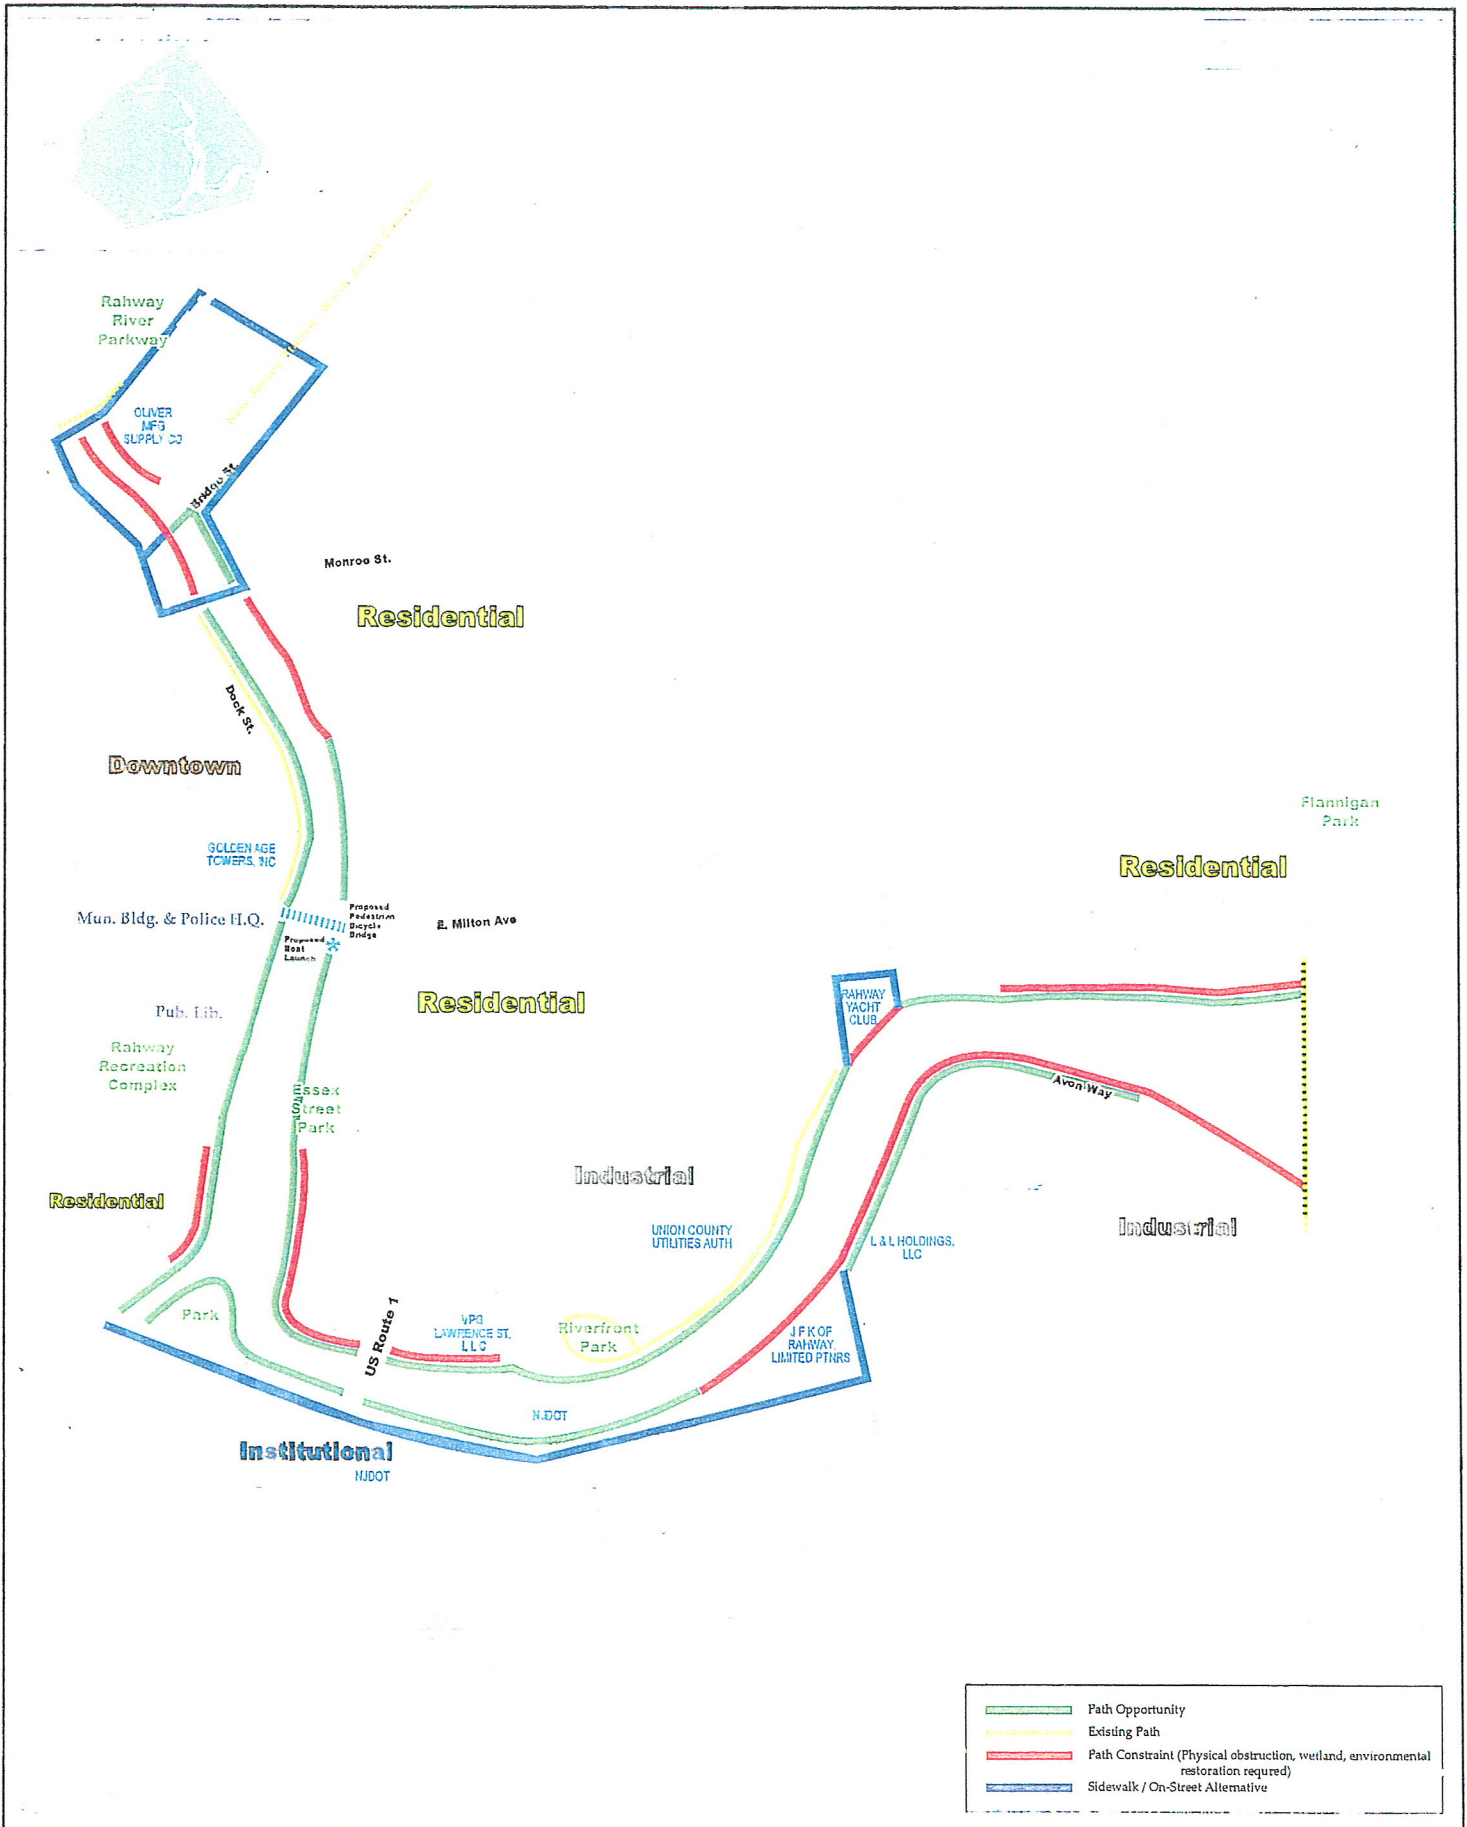 Rahway
River
Parkway
OLIVER
MFG
SUPPLY CO
Bridge St.
Monroe St.
Residential
Dock St.
Downtown
GOLDEN AGE
TOWERS, INC
Mun. Bldg. & Police H.Q.
Proposed
Pedestrian
Bicycle
Bridge
Proposed
Boat
Launch
E. Milton Ave
Pub. Lib.
Residential
Rahway
Recreation
Complex
Essex
Street
Park
Flannigan
Park
Residential
RAHWAY
YACHT
CLUB
Avon Way
Industrial
Residential
UNION COUNTY
UTILITIES AUTH
L & L HOLDINGS,
LLC
Industrial
Park
US Route 1
VPG
LAWRENCE ST,
LLC
Riverfront
Park
J F K OF
RAHWAY,
LIMITED PTNRS
NJDOT
Institutional
NJDOT
Path Opportunity
Existing Path
Path Constraint (Physical obstruction, wetland, environmental
restoration requred)
Sidewalk / On-Street Alternative